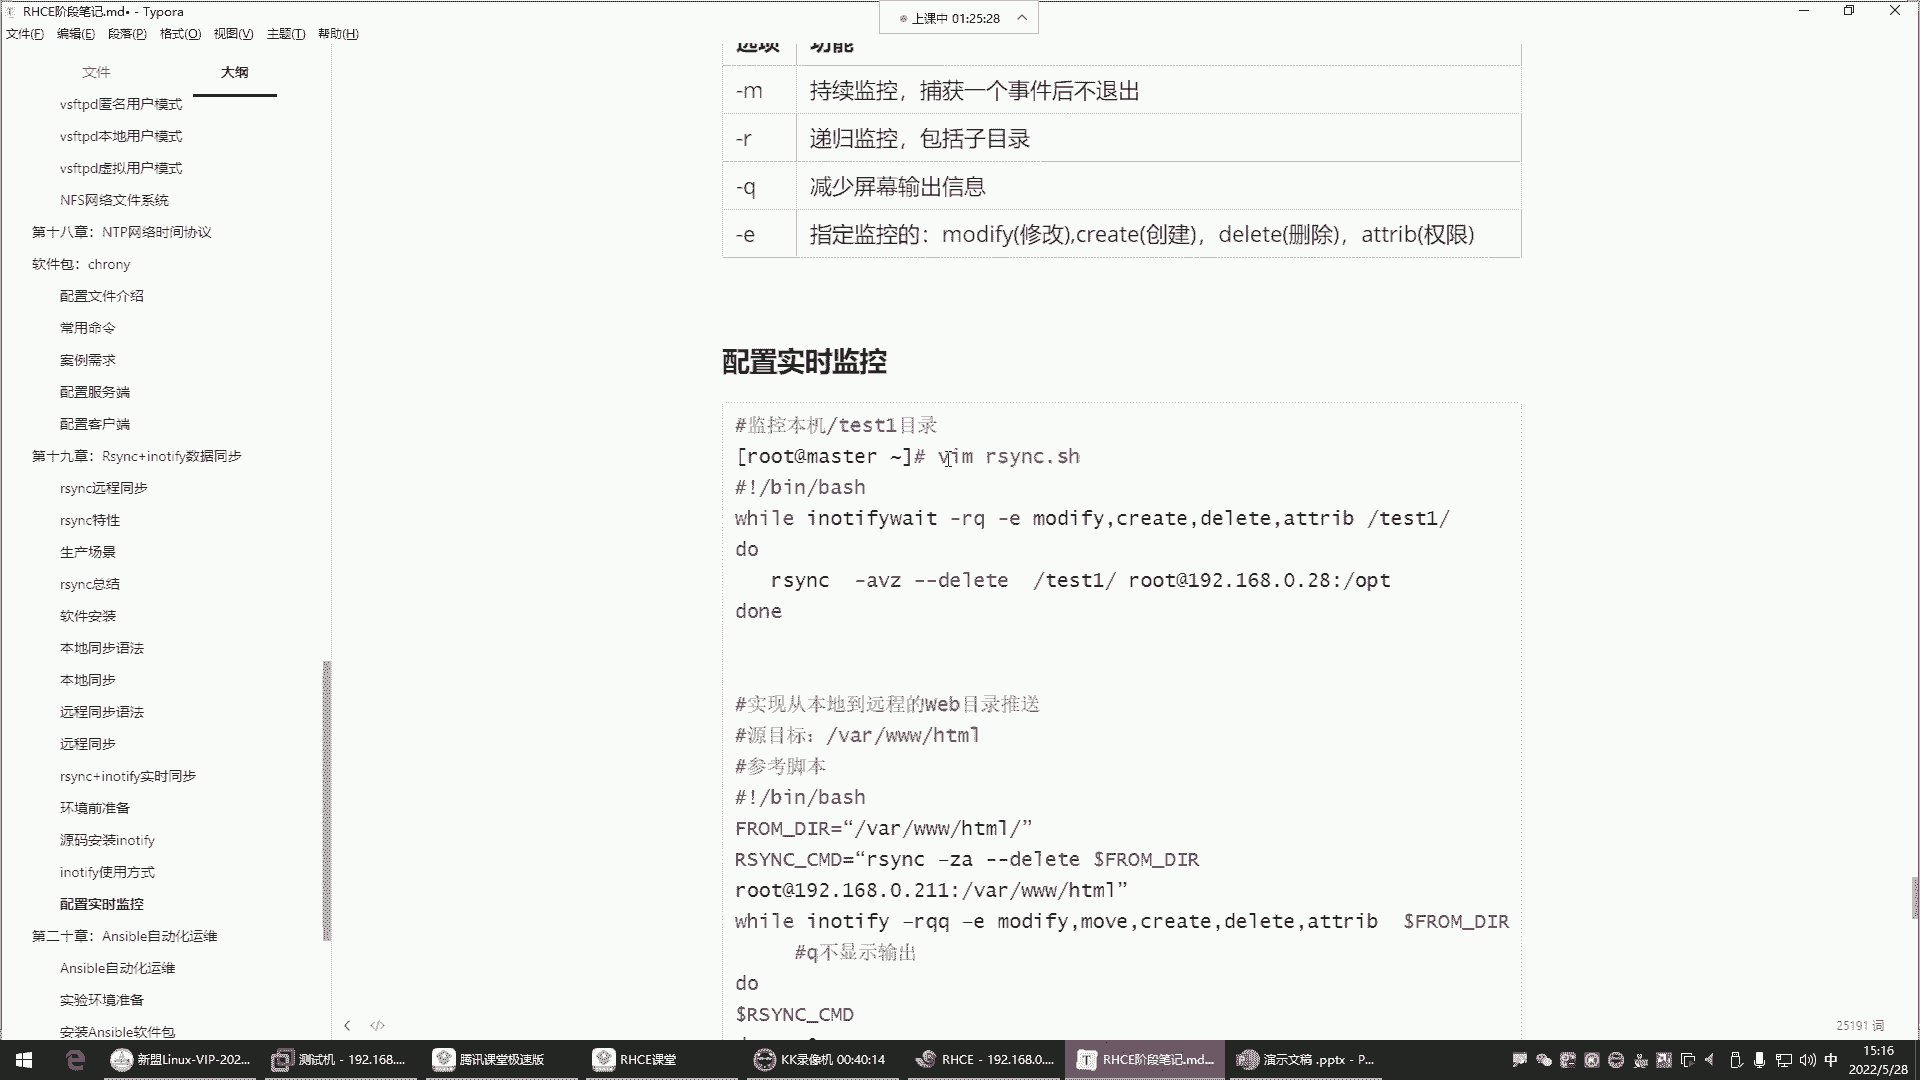 RHCE阶段笔记.md• - Typora
上课中 01:25:28
文件(F) 编辑(E) 段落(P) 格式(O) 视图(V) 主题(T) 帮助(H)
文件 大纲
vsftpd匿名用户模式
vsftpd本地用户模式
vsftpd虚拟用户模式
NFS网络文件系统
第十八章：NTP网络时间协议
软件包：chrony
配置文件介绍
常用命令
案例需求
配置服务端
配置客户端
第十九章：Rsync+inotify数据同步
rsync远程同步
rsync特性
生产场景
rsync总结
软件安装
本地同步语法
本地同步
远程同步语法
远程同步
rsync+inotify实时同步
环境前准备
源码安装inotify
inotify使用方式
配置实时监控
第二十章：Ansible自动化运维
Ansible自动化运维
实验环境准备
安装Ansible软件包
选项 功能
-m 持续监控，捕获一个事件后不退出
-r 递归监控，包括子目录
-q 减少屏幕输出信息
-e 指定监控的：modify(修改),create(创建)，delete(删除)，attrib(权限)
配置实时监控
#监控本机/test1目录
[root@master ~]# vim rsync.sh
#!/bin/bash
while inotifywait -rq -e modify,create,delete,attrib /test1/
do
rsync -avz --delete /test1/ root@192.168.0.28:/opt
done
#实现从本地到远程的Web目录推送
#源目标：/var/www/html
#参考脚本
#!/bin/bash
FROM_DIR=“/var/www/html/”
RSYNC_CMD=“rsync –za --delete $FROM_DIR
root@192.168.0.211:/var/www/html”
while inotify –rqq –e modify,move,create,delete,attrib $FROM_DIR
#q不显示输出
do
$RSYNC_CMD
25191 词
新盟Linux-VIP-202... 测试机 - 192.168.... 腾讯课堂极速版 RHCE课堂 KK录像机 00:40:14 RHCE - 192.168.0.... RHCE阶段笔记.md... 演示文稿 .pptx - P...
中
15:16
2022/5/28